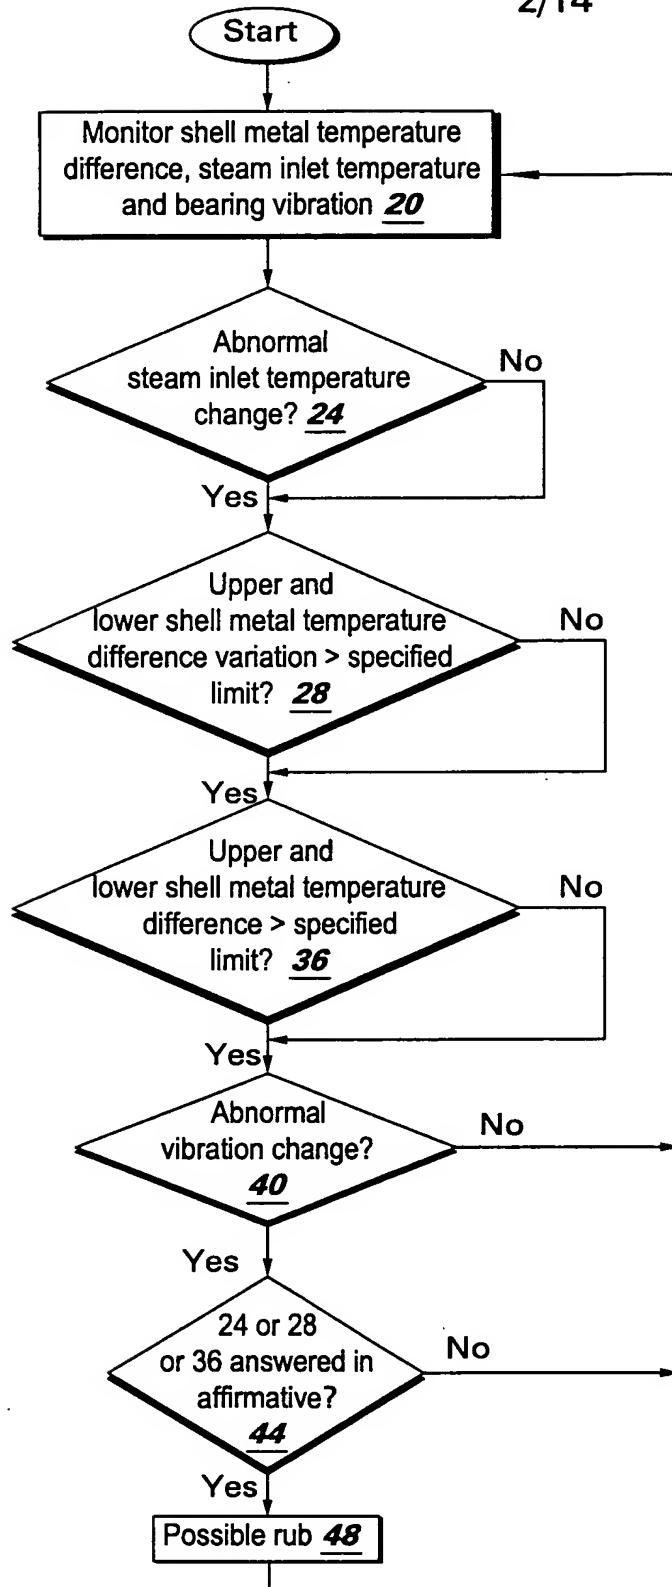 2/14
Start
Monitor shell metal temperature
difference, steam inlet temperature
and bearing vibration 20
Abnormal
steam inlet temperature
change? 24
No
Yes
Upper and
lower shell metal temperature
difference variation > specified
limit? 28
No
Yes
Upper and
lower shell metal temperature
difference > specified
limit? 36
No
Yes
Abnormal
vibration change?
40
No
Yes
24 or 28
or 36 answered in
affirmative?
44
No
Yes
Possible rub 48